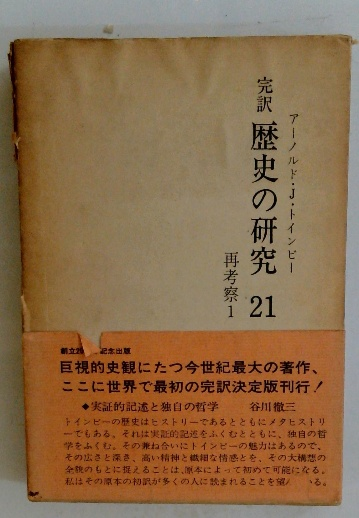 アーノルド・J・トインビー
完訳
歴史の研究 21
再考察 1
創立2 記念出版
巨視的史観にたつ今世紀最大の著作、
ここに世界で最初の完訳決定版刊行！
◆実証的記述と独自の哲学 谷川徹三
トインビーの歴史はヒストリーであるとともにメタヒストリ
ーでもある。それは実証的記述をふくむとともに、独自の哲
学をふくむ。その兼ね合いにトインビーの魅力はあるので、
その広さと深さ、高い精神と繊細な情感とを、その大構想の
全貌のもとに捉えることは、原本によって初めて可能になる。
私はその原本の初訳が多くの人に読まれることを望 いる。